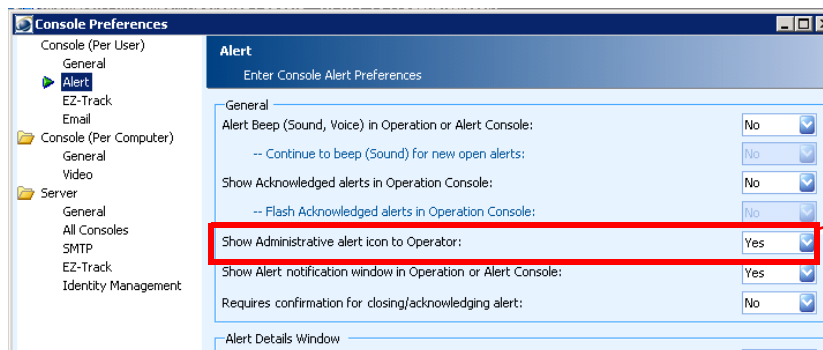 Console Preferences
Console (Per User)
General
Alert
EZ-Track
Email
Console (Per Computer)
General
Video
Server
General
All Consoles
SMTP
EZ-Track
Identity Management
Alert
Enter Console Alert Preferences
General
Alert Beep (Sound, Voice) in Operation or Alert Console: No
-- Continue to beep (Sound) for new open alerts: No
Show Acknowledged alerts in Operation Console: No
-- Flash Acknowledged alerts in Operation Console: No
Show Administrative alert icon to Operator: Yes
Show Alert notification window in Operation or Alert Console: Yes
Requires confirmation for closing/acknowledging alert: No
Alert Details Window